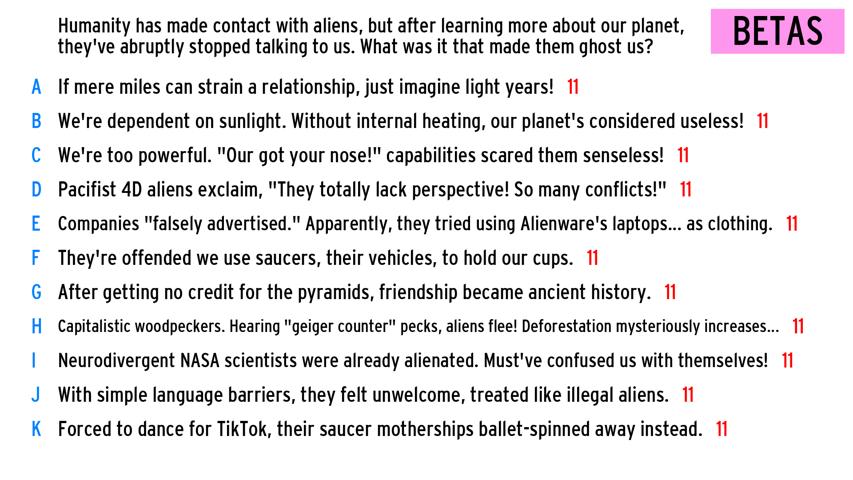 Humanity has made contact with aliens, but after learning more about our planet,
they've abruptly stopped talking to us. What was it that made them ghost us?
BETAS
A If mere miles can strain a relationship, just imagine light years! 11
B We're dependent on sunlight. Without internal heating, our planet's considered useless! 11
C We're too powerful. "Our got your nose!" capabilities scared them senseless! 11
D Pacifist 4D aliens exclaim, "They totally lack perspective! So many conflicts!" 11
E Companies "falsely advertised." Apparently, they tried using Alienware's laptops... as clothing. 11
F They're offended we use saucers, their vehicles, to hold our cups. 11
G After getting no credit for the pyramids, friendship became ancient history. 11
H Capitalistic woodpeckers. Hearing "geiger counter" pecks, aliens flee! Deforestation mysteriously increases... 11
I Neurodivergent NASA scientists were already alienated. Must've confused us with themselves! 11
J With simple language barriers, they felt unwelcome, treated like illegal aliens. 11
K Forced to dance for TikTok, their saucer motherships ballet-spinned away instead. 11